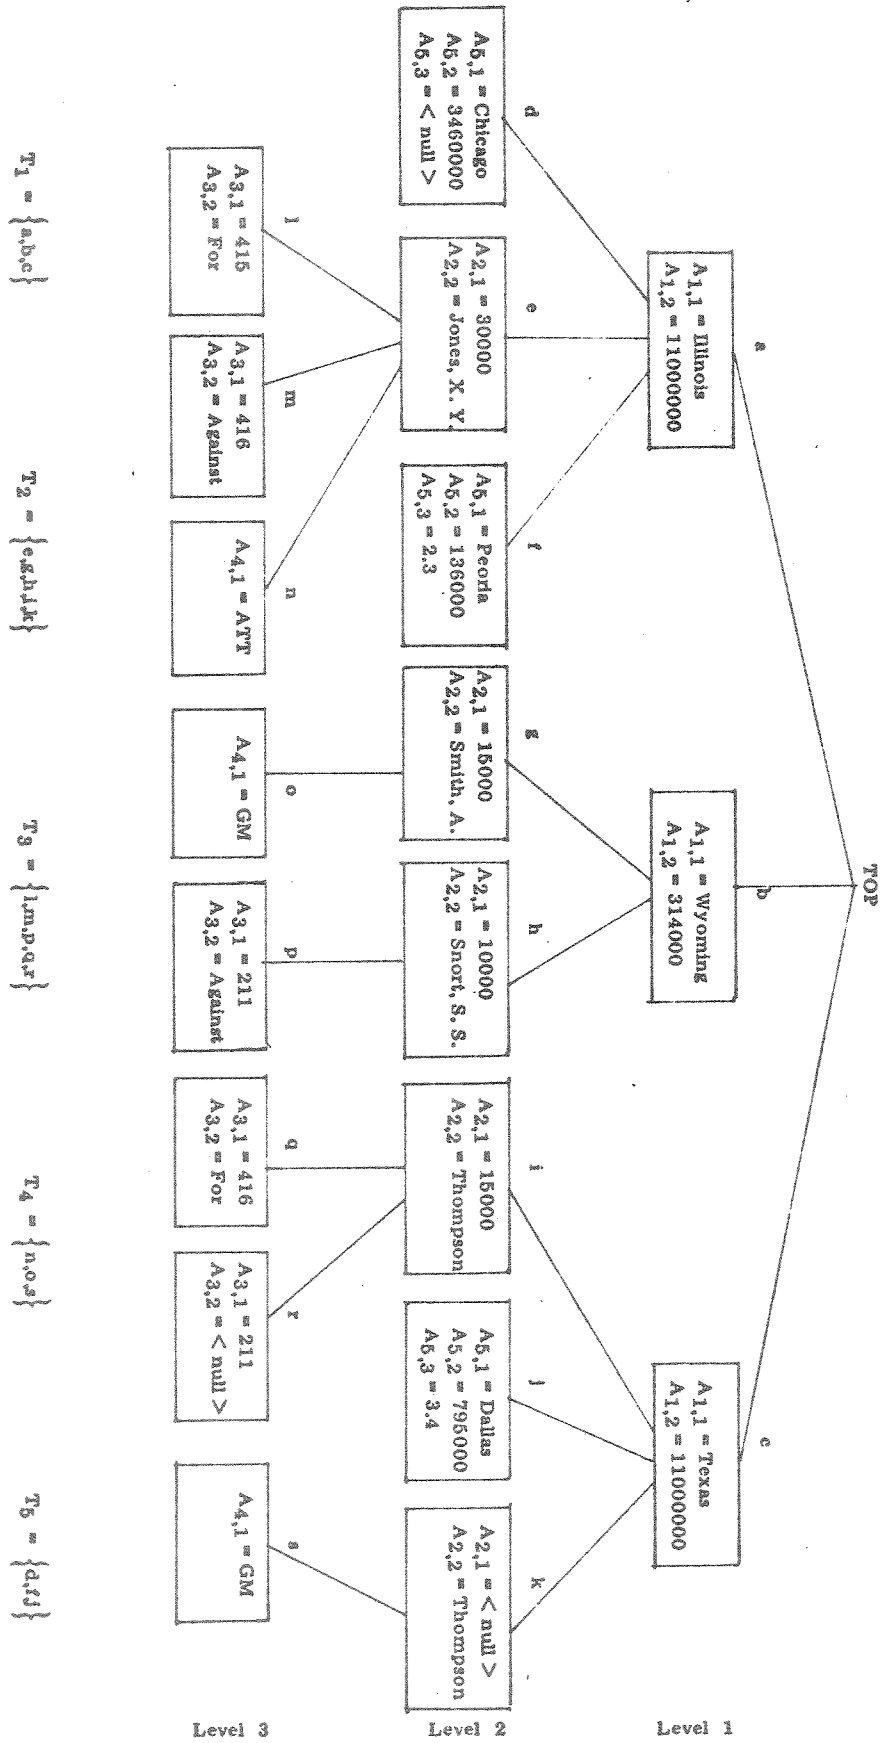 TOP
a
b
c
A1,1 = Illinois
A1,2 = 11000000
A1,1 = Wyoming
A1,2 = 314000
A1,1 = Texas
A1,2 = 11000000
Level 1
d
e
f
g
h
i
j
k
A5,1 = Chicago
A5,2 = 3460000
A5,3 = < null >
A2,1 = 30000
A2,2 = Jones, X. Y.
A5,1 = Peoria
A5,2 = 136000
A5,3 = 2.3
A2,1 = 15000
A2,2 = Smith, A.
A2,1 = 10000
A2,2 = Snort, S. S.
A2,1 = 15000
A2,2 = Thompson
A5,1 = Dallas
A5,2 = 795000
A5,3 = 3.4
A2,1 = < null >
A2,2 = Thompson
Level 2
l
m
n
o
p
q
r
s
A3,1 = 415
A3,2 = For
A3,1 = 416
A3,2 = Against
A4,1 = ATT
A4,1 = GM
A3,1 = 211
A3,2 = Against
A3,1 = 416
A3,2 = For
A3,1 = 211
A3,2 = < null >
A4,1 = GM
Level 3
T1 = {a,b,c}
T2 = {e,g,h,i,k}
T3 = {l,m,p,q,r}
T4 = {n,o,s}
T5 = {d,f,j}